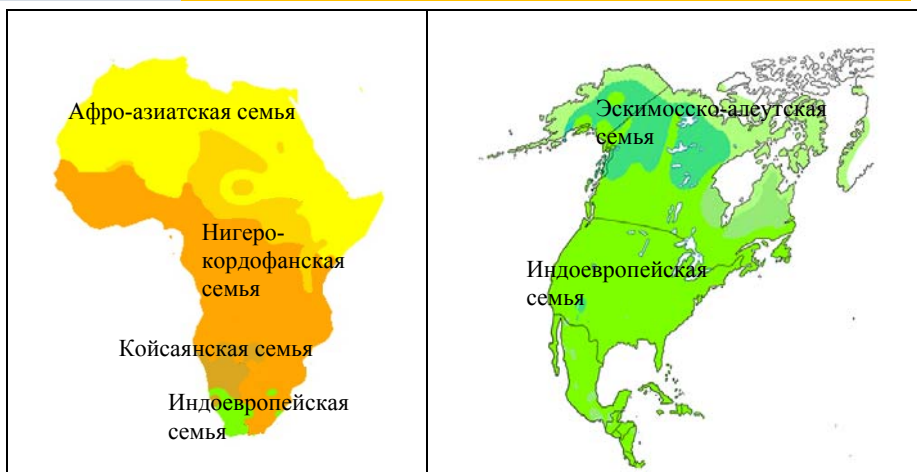 Афро-азиатская семья
Нигеро-
кордофанская
семья
Койсаянская семья
Индоевропейская
семья
Эскимосско-алеутская
семья
Индоевропейская
семья